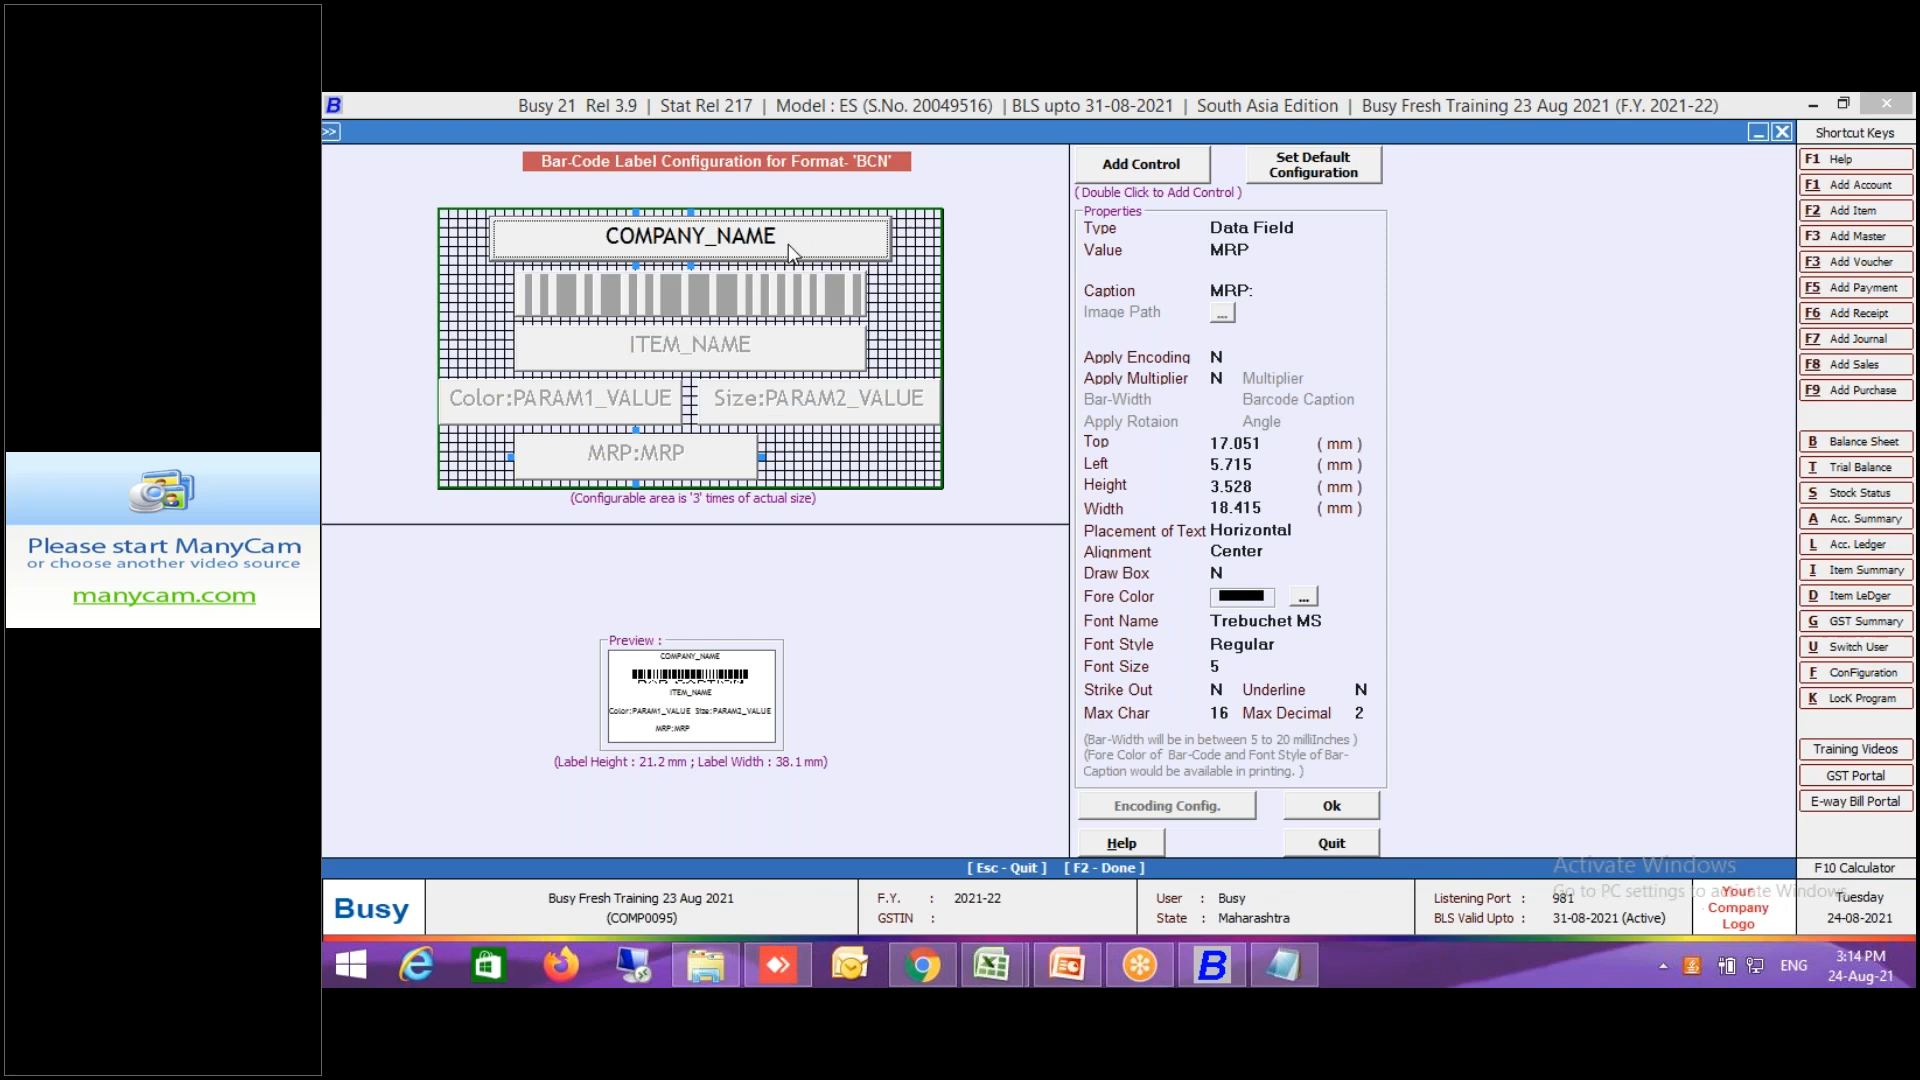 Busy 21 Rel 3.9 | Stat Rel 217 | Model : ES (S.No. 20049516) | BLS upto 31-08-2021 | South Asia Edition | Busy Fresh Training 23 Aug 2021 (F.Y. 2021-22)
>>
Bar-Code Label Configuration for Format- 'BCN'
COMPANY_NAME
ITEM_NAME
Color:PARAM1_VALUE
Size:PARAM2_VALUE
MRP:MRP
(Configurable area is '3' times of actual size)
Preview :
COMPANY_NAME
ITEM_NAME
Color:PARAM1_VALUE Size:PARAM2_VALUE
MRP:MRP
(Label Height : 21.2 mm ; Label Width : 38.1 mm)
Add Control
Set Default Configuration
( Double Click to Add Control )
Properties
Type Data Field
Value MRP
Caption MRP:
Image Path ...
Apply Encoding N
Apply Multiplier N Multiplier
Bar-Width Barcode Caption
Apply Rotaion Angle
Top 17.051 ( mm )
Left 5.715 ( mm )
Height 3.528 ( mm )
Width 18.415 ( mm )
Placement of Text Horizontal
Alignment Center
Draw Box N
Fore Color ...
Font Name Trebuchet MS
Font Style Regular
Font Size 5
Strike Out N Underline N
Max Char 16 Max Decimal 2
(Bar-Width will be in between 5 to 20 milliInches )
(Fore Color of Bar-Code and Font Style of Bar-
Caption would be available in printing. )
Encoding Config.
Ok
Help
Quit
Shortcut Keys
F1 Help
F1 Add Account
F2 Add Item
F3 Add Master
F3 Add Voucher
F5 Add Payment
F6 Add Receipt
F7 Add Journal
F8 Add Sales
F9 Add Purchase
B Balance Sheet
T Trial Balance
S Stock Status
A Acc. Summary
L Acc. Ledger
I Item Summary
D Item LeDger
G GST Summary
U Switch User
F ConFiguration
K LocK Program
Training Videos
GST Portal
E-way Bill Portal
F10 Calculator
Please start ManyCam
or choose another video source
manycam.com
[ Esc - Quit ] [ F2 - Done ]
Activate Windows
Go to PC settings to activate Windows.
Busy
Busy Fresh Training 23 Aug 2021
(COMP0095)
F.Y. : 2021-22
GSTIN :
User : Busy
State : Maharashtra
Listening Port : 981
BLS Valid Upto : 31-08-2021 (Active)
Your
Company
Logo
Tuesday
24-08-2021
ENG
3:14 PM
24-Aug-21